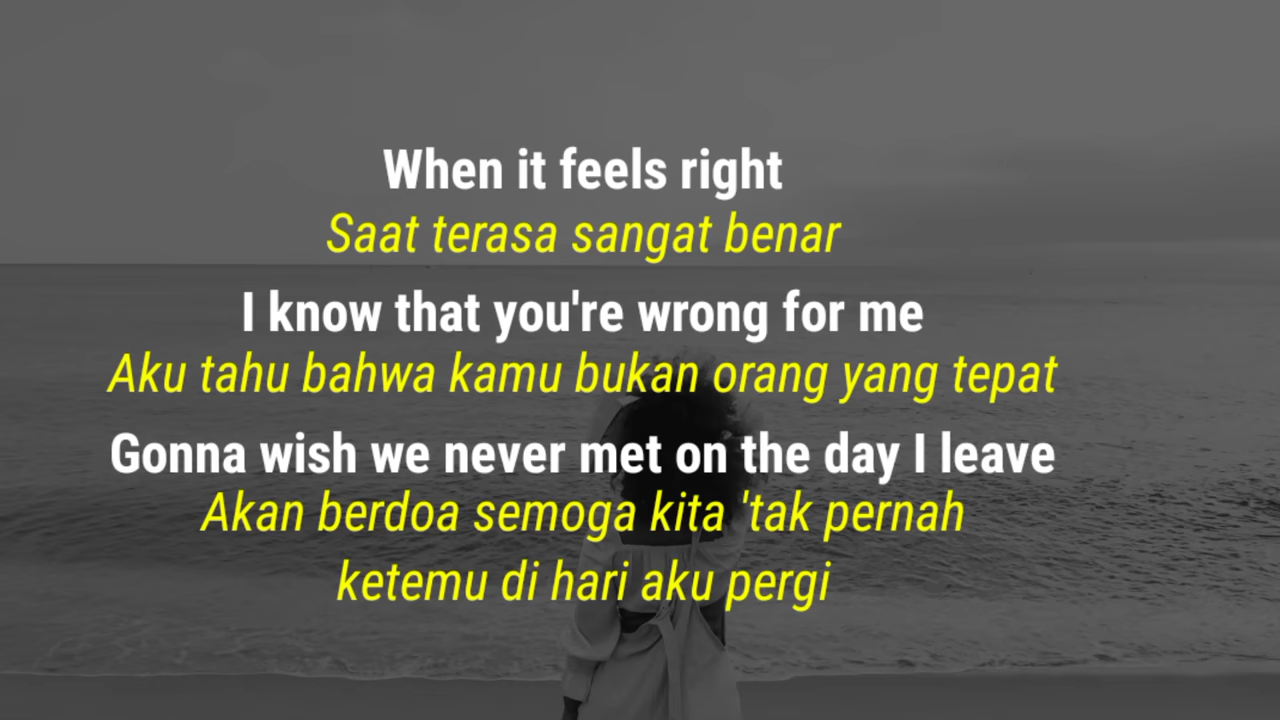 When it feels right
Saat terasa sangat benar
I know that you're wrong for me
Aku tahu bahwa kamu bukan orang yang tepat
Gonna wish we never met on the day I leave
Akan berdoa semoga kita 'tak pernah
ketemu di hari aku pergi